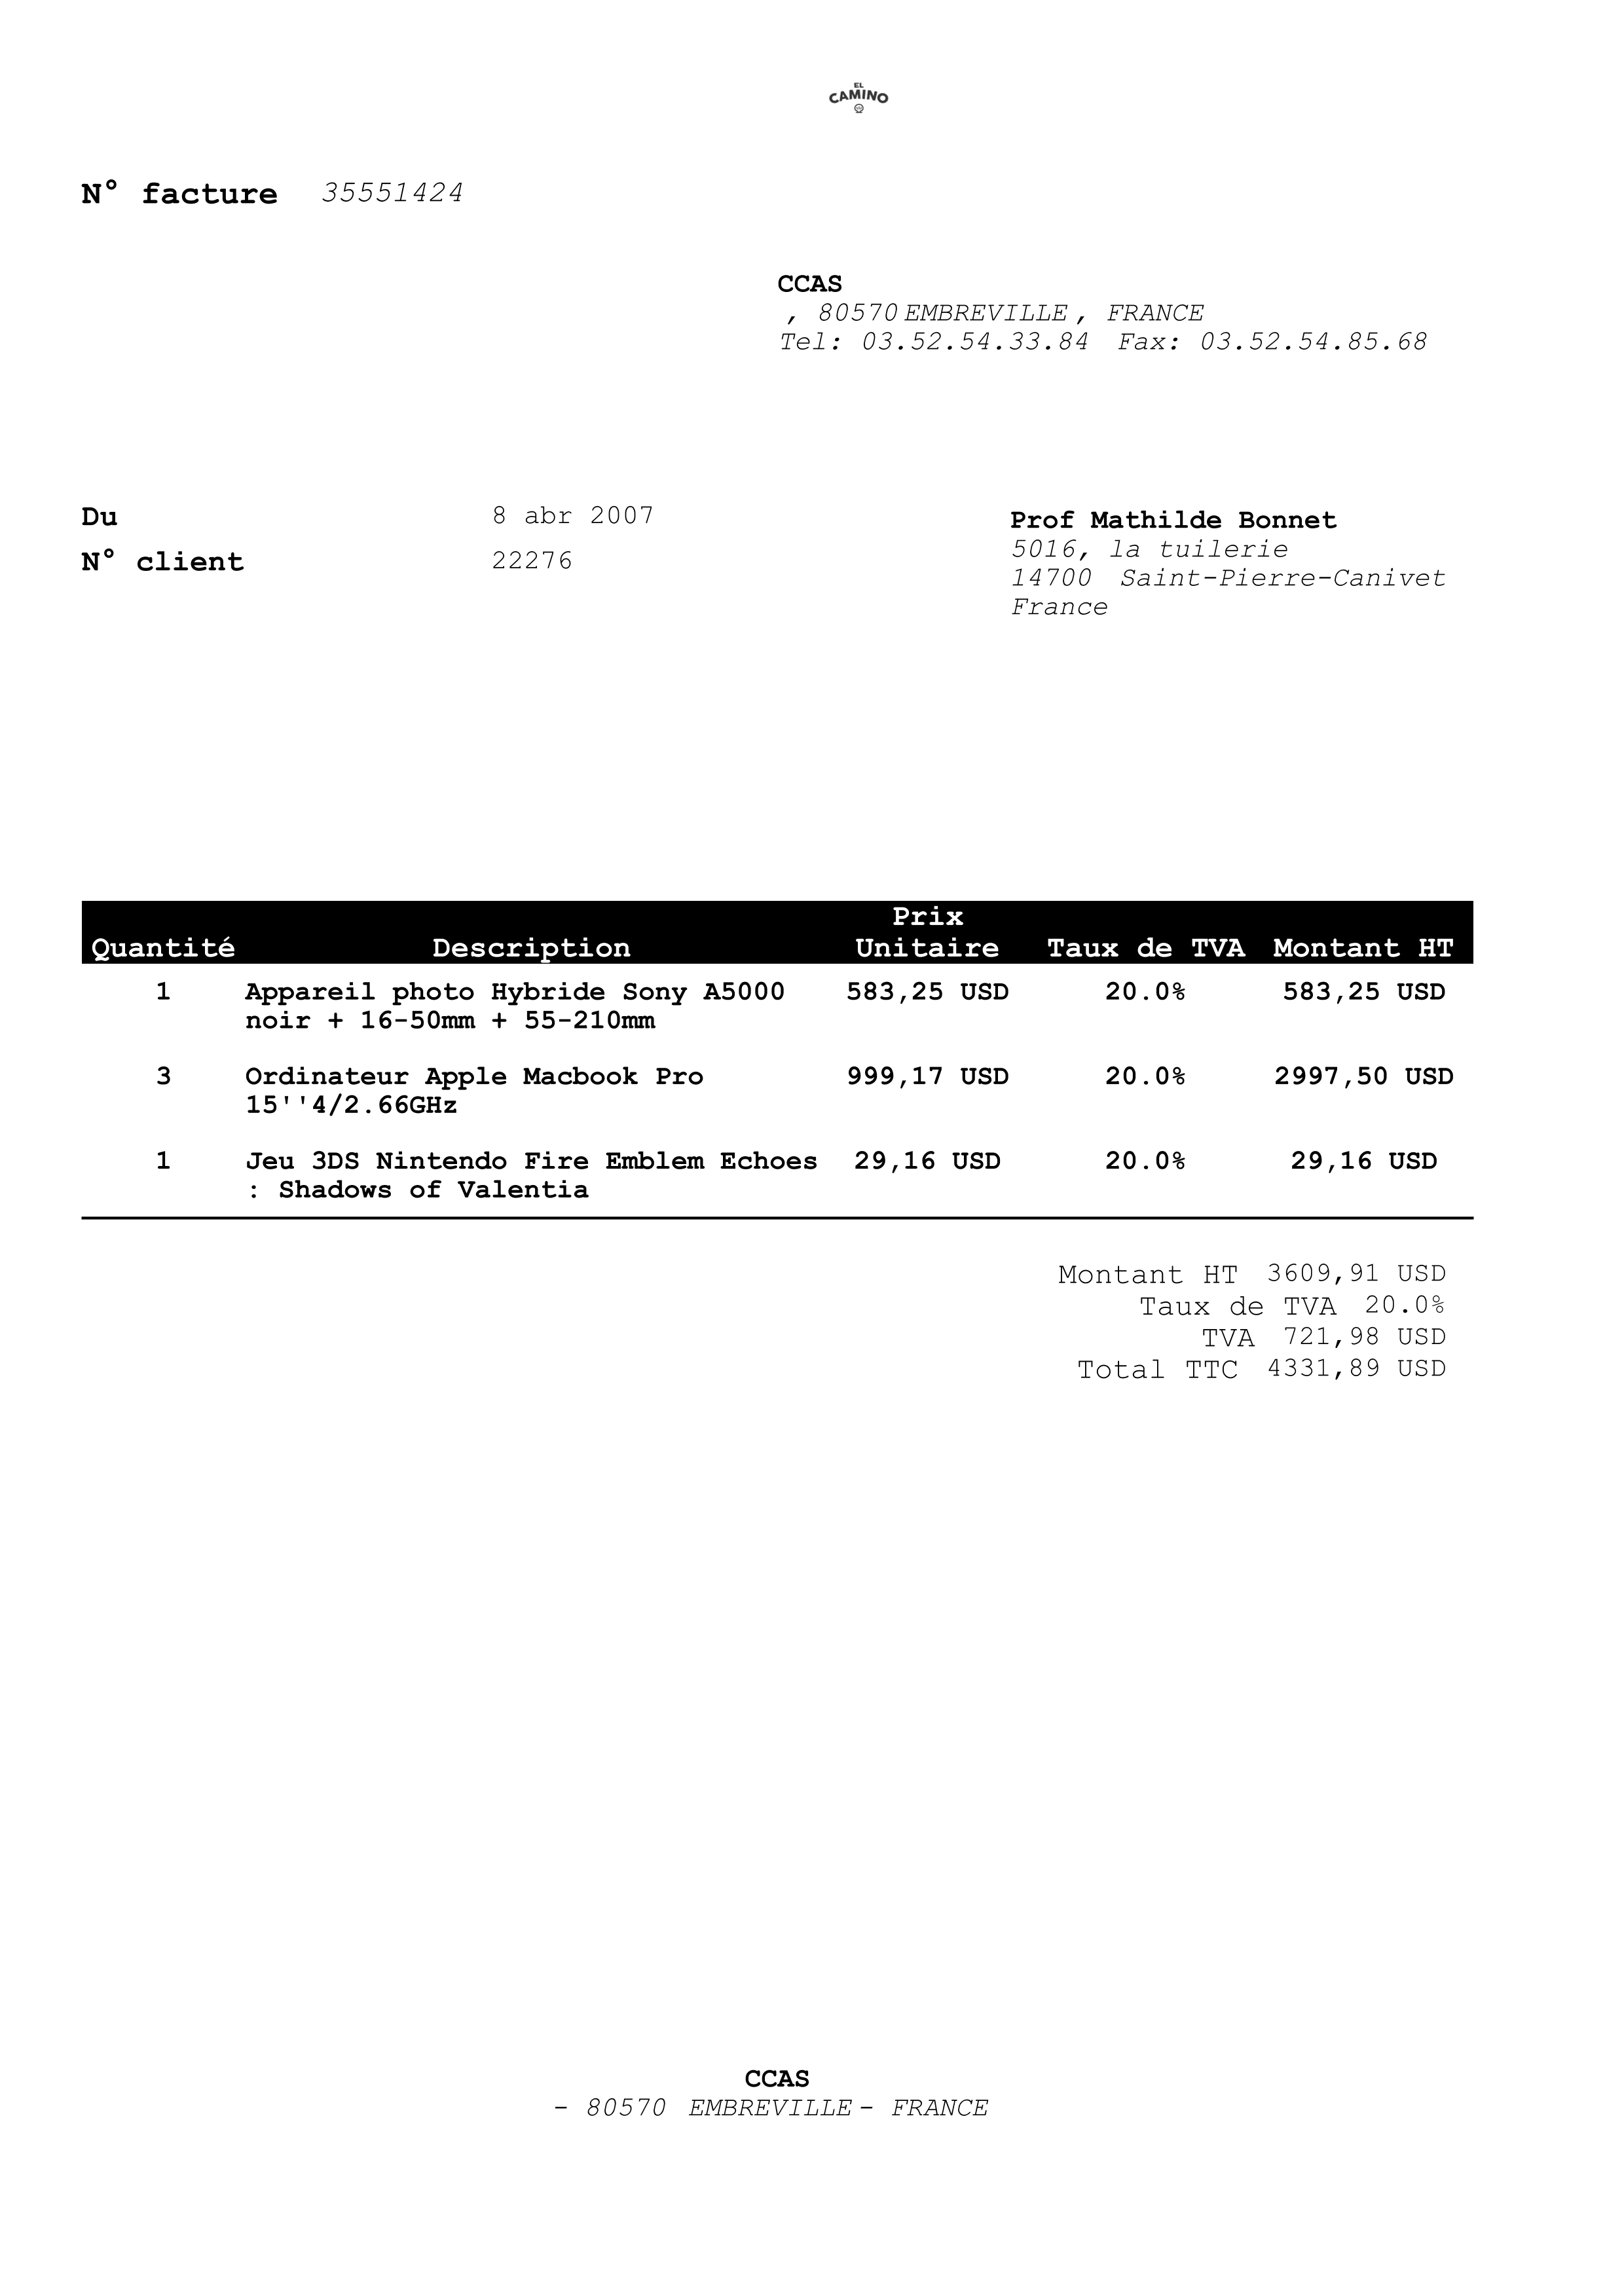 EL
CAMINO
N° facture 35551424
CCAS
, 80570 EMBREVILLE , FRANCE
Tel: 03.52.54.33.84 Fax: 03.52.54.85.68
Du 8 abr 2007
N° client 22276
Prof Mathilde Bonnet
5016, la tuilerie
14700 Saint-Pierre-Canivet
France
Prix
Quantité Description Unitaire Taux de TVA Montant HT
1 Appareil photo Hybride Sony A5000 583,25 USD 20.0% 583,25 USD
noir + 16-50mm + 55-210mm
3 Ordinateur Apple Macbook Pro 999,17 USD 20.0% 2997,50 USD
15''4/2.66GHz
1 Jeu 3DS Nintendo Fire Emblem Echoes 29,16 USD 20.0% 29,16 USD
: Shadows of Valentia
Montant HT 3609,91 USD
Taux de TVA 20.0%
TVA 721,98 USD
Total TTC 4331,89 USD
CCAS
- 80570 EMBREVILLE - FRANCE